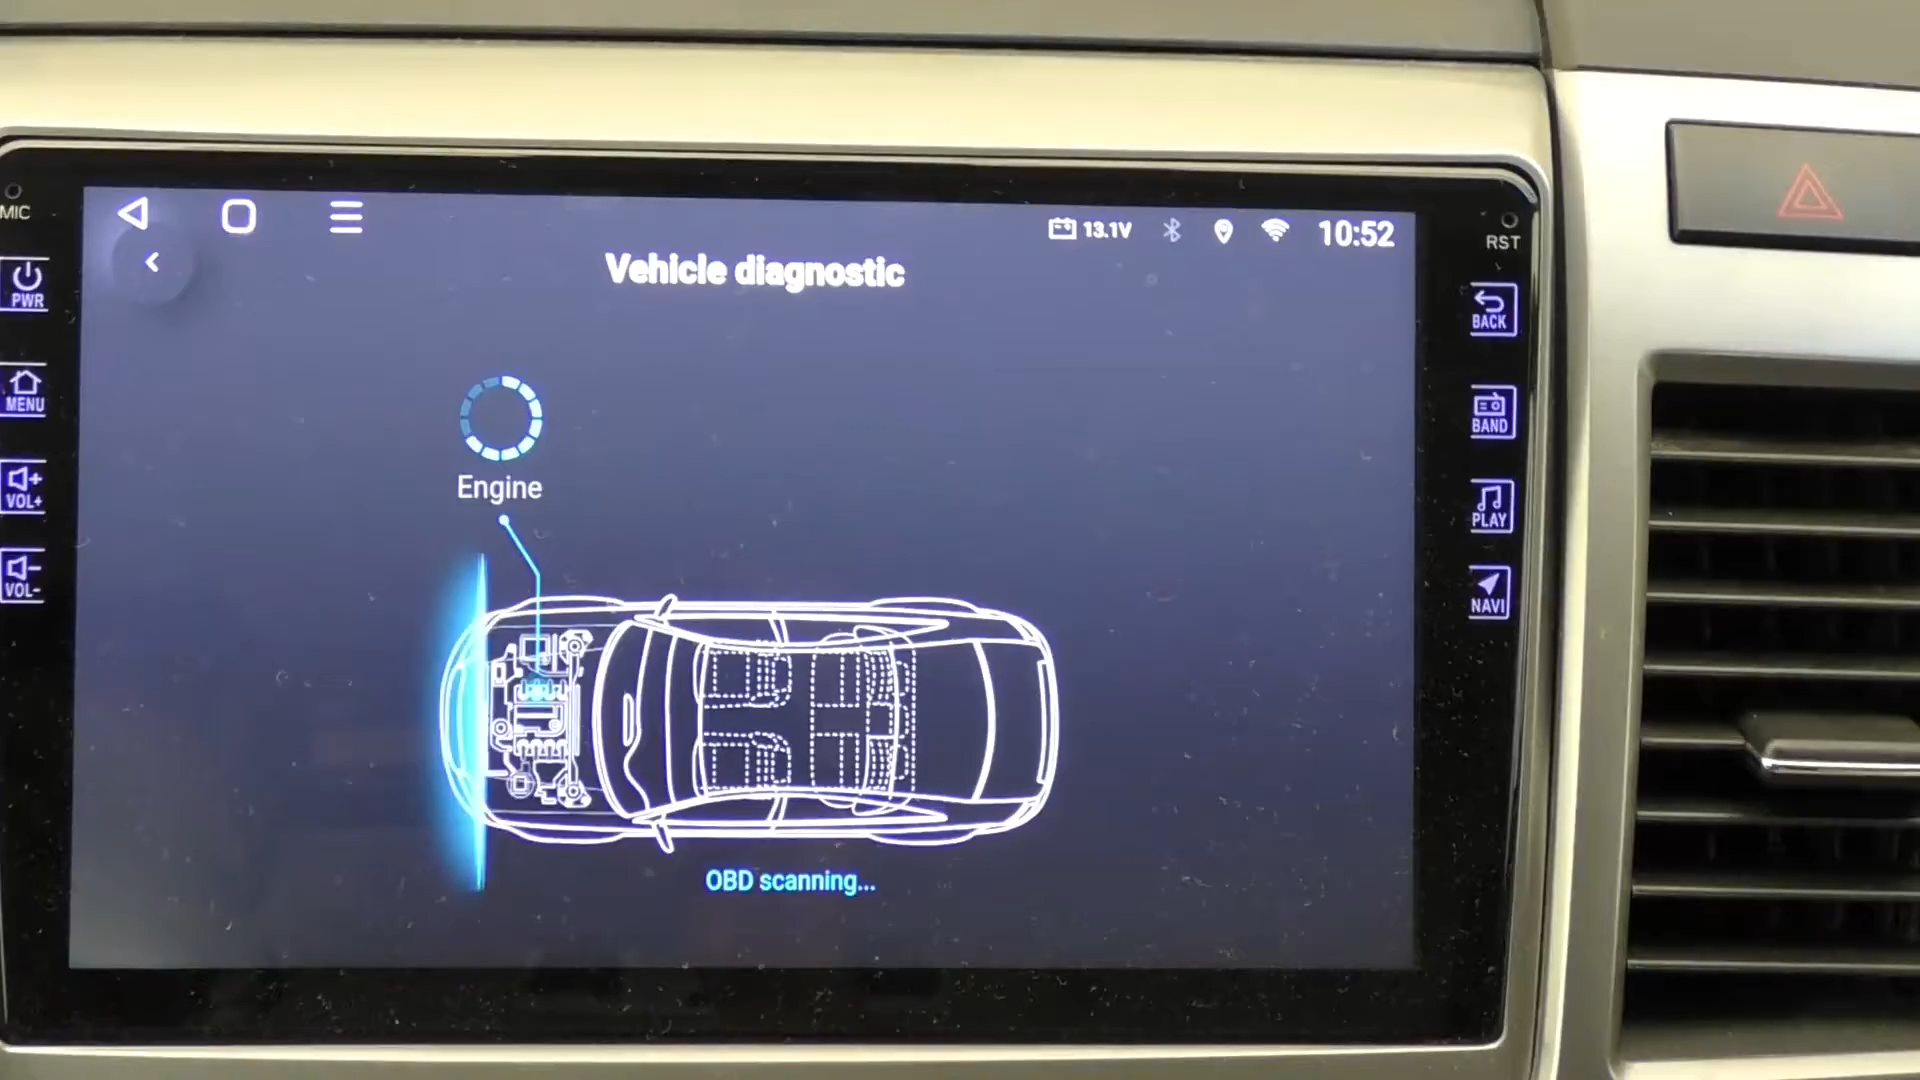 MIC
PWR
MENU
VOL+
VOL-
13.1V
10:52
Vehicle diagnostic
Engine
OBD scanning...
RST
BACK
BAND
PLAY
NAVI